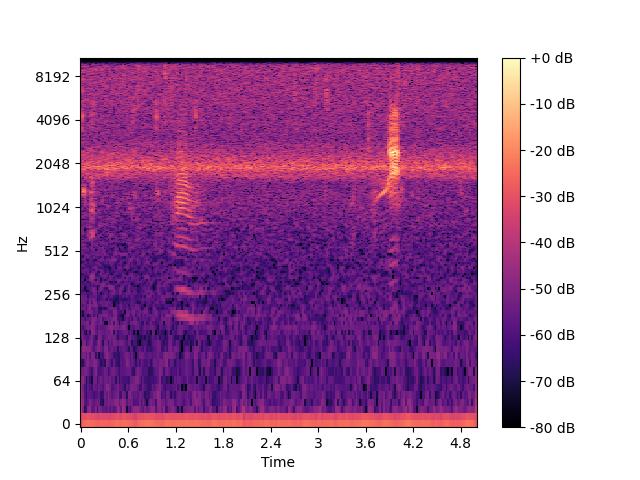 8192
4096
2048
1024
512
256
128
64
0
Hz
0 0.6 1.2 1.8 2.4 3 3.6 4.2 4.8
Time
+0 dB
-10 dB
-20 dB
-30 dB
-40 dB
-50 dB
-60 dB
-70 dB
-80 dB